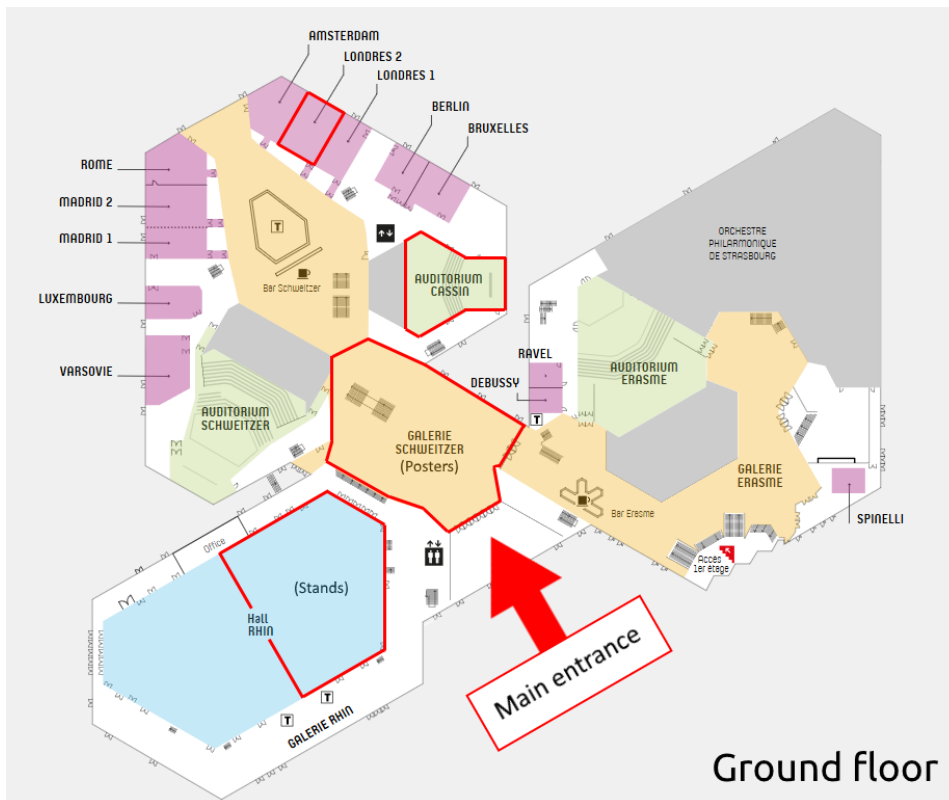 AMSTERDAM
LONDRES 2
LONDRES 1
BERLIN
BRUXELLES
ROME
MADRID 2
MADRID 1
LUXEMBOURG
VARSOVIE
T
Bar Schweitzer
AUDITORIUM
CASSIN
ORCHESTRE
PHILARMONIQUE
DE STRASBOURG
RAVEL
DEBUSSY
T
AUDITORIUM
ERASME
AUDITORIUM
SCHWEITZER
GALERIE
SCHWEITZER
(Posters)
GALERIE
ERASME
Bar Erasme
SPINELLI
Accès
1er étage
Office
(Stands)
Hall
RHIN
T
T
GALERIE RHIN
Main entrance
Ground floor